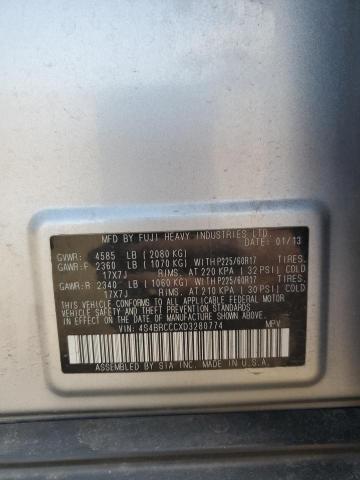 MFD BY FUJI HEAVY INDUSTRIES LTD.
DATE: 01/13
GVWR: 4585 LB ( 2080 KG)
GAWR:F 2360 LB ( 1070 KG) WITH P225/60R17 TIRES.
17X7J RIMS. AT 220 KPA ( 32 PSI) COLD
GAWR:R 2340 LB ( 1060 KG) WITH P225/60R17 TIRES.
17X7J RIMS. AT 210 KPA ( 30 PSI) COLD
THIS VEHICLE CONFORMS TO ALL APPLICABLE FEDERAL MOTOR
VEHICLE SAFETY AND THEFT PREVENTION STANDARDS
IN EFFECT ON THE DATE OF MANUFACTURE SHOWN ABOVE.
VIN: 4S4BRCCCXD3280774 MPV
ASSEMBLED BY SIA INC. MADE IN U.S.A.